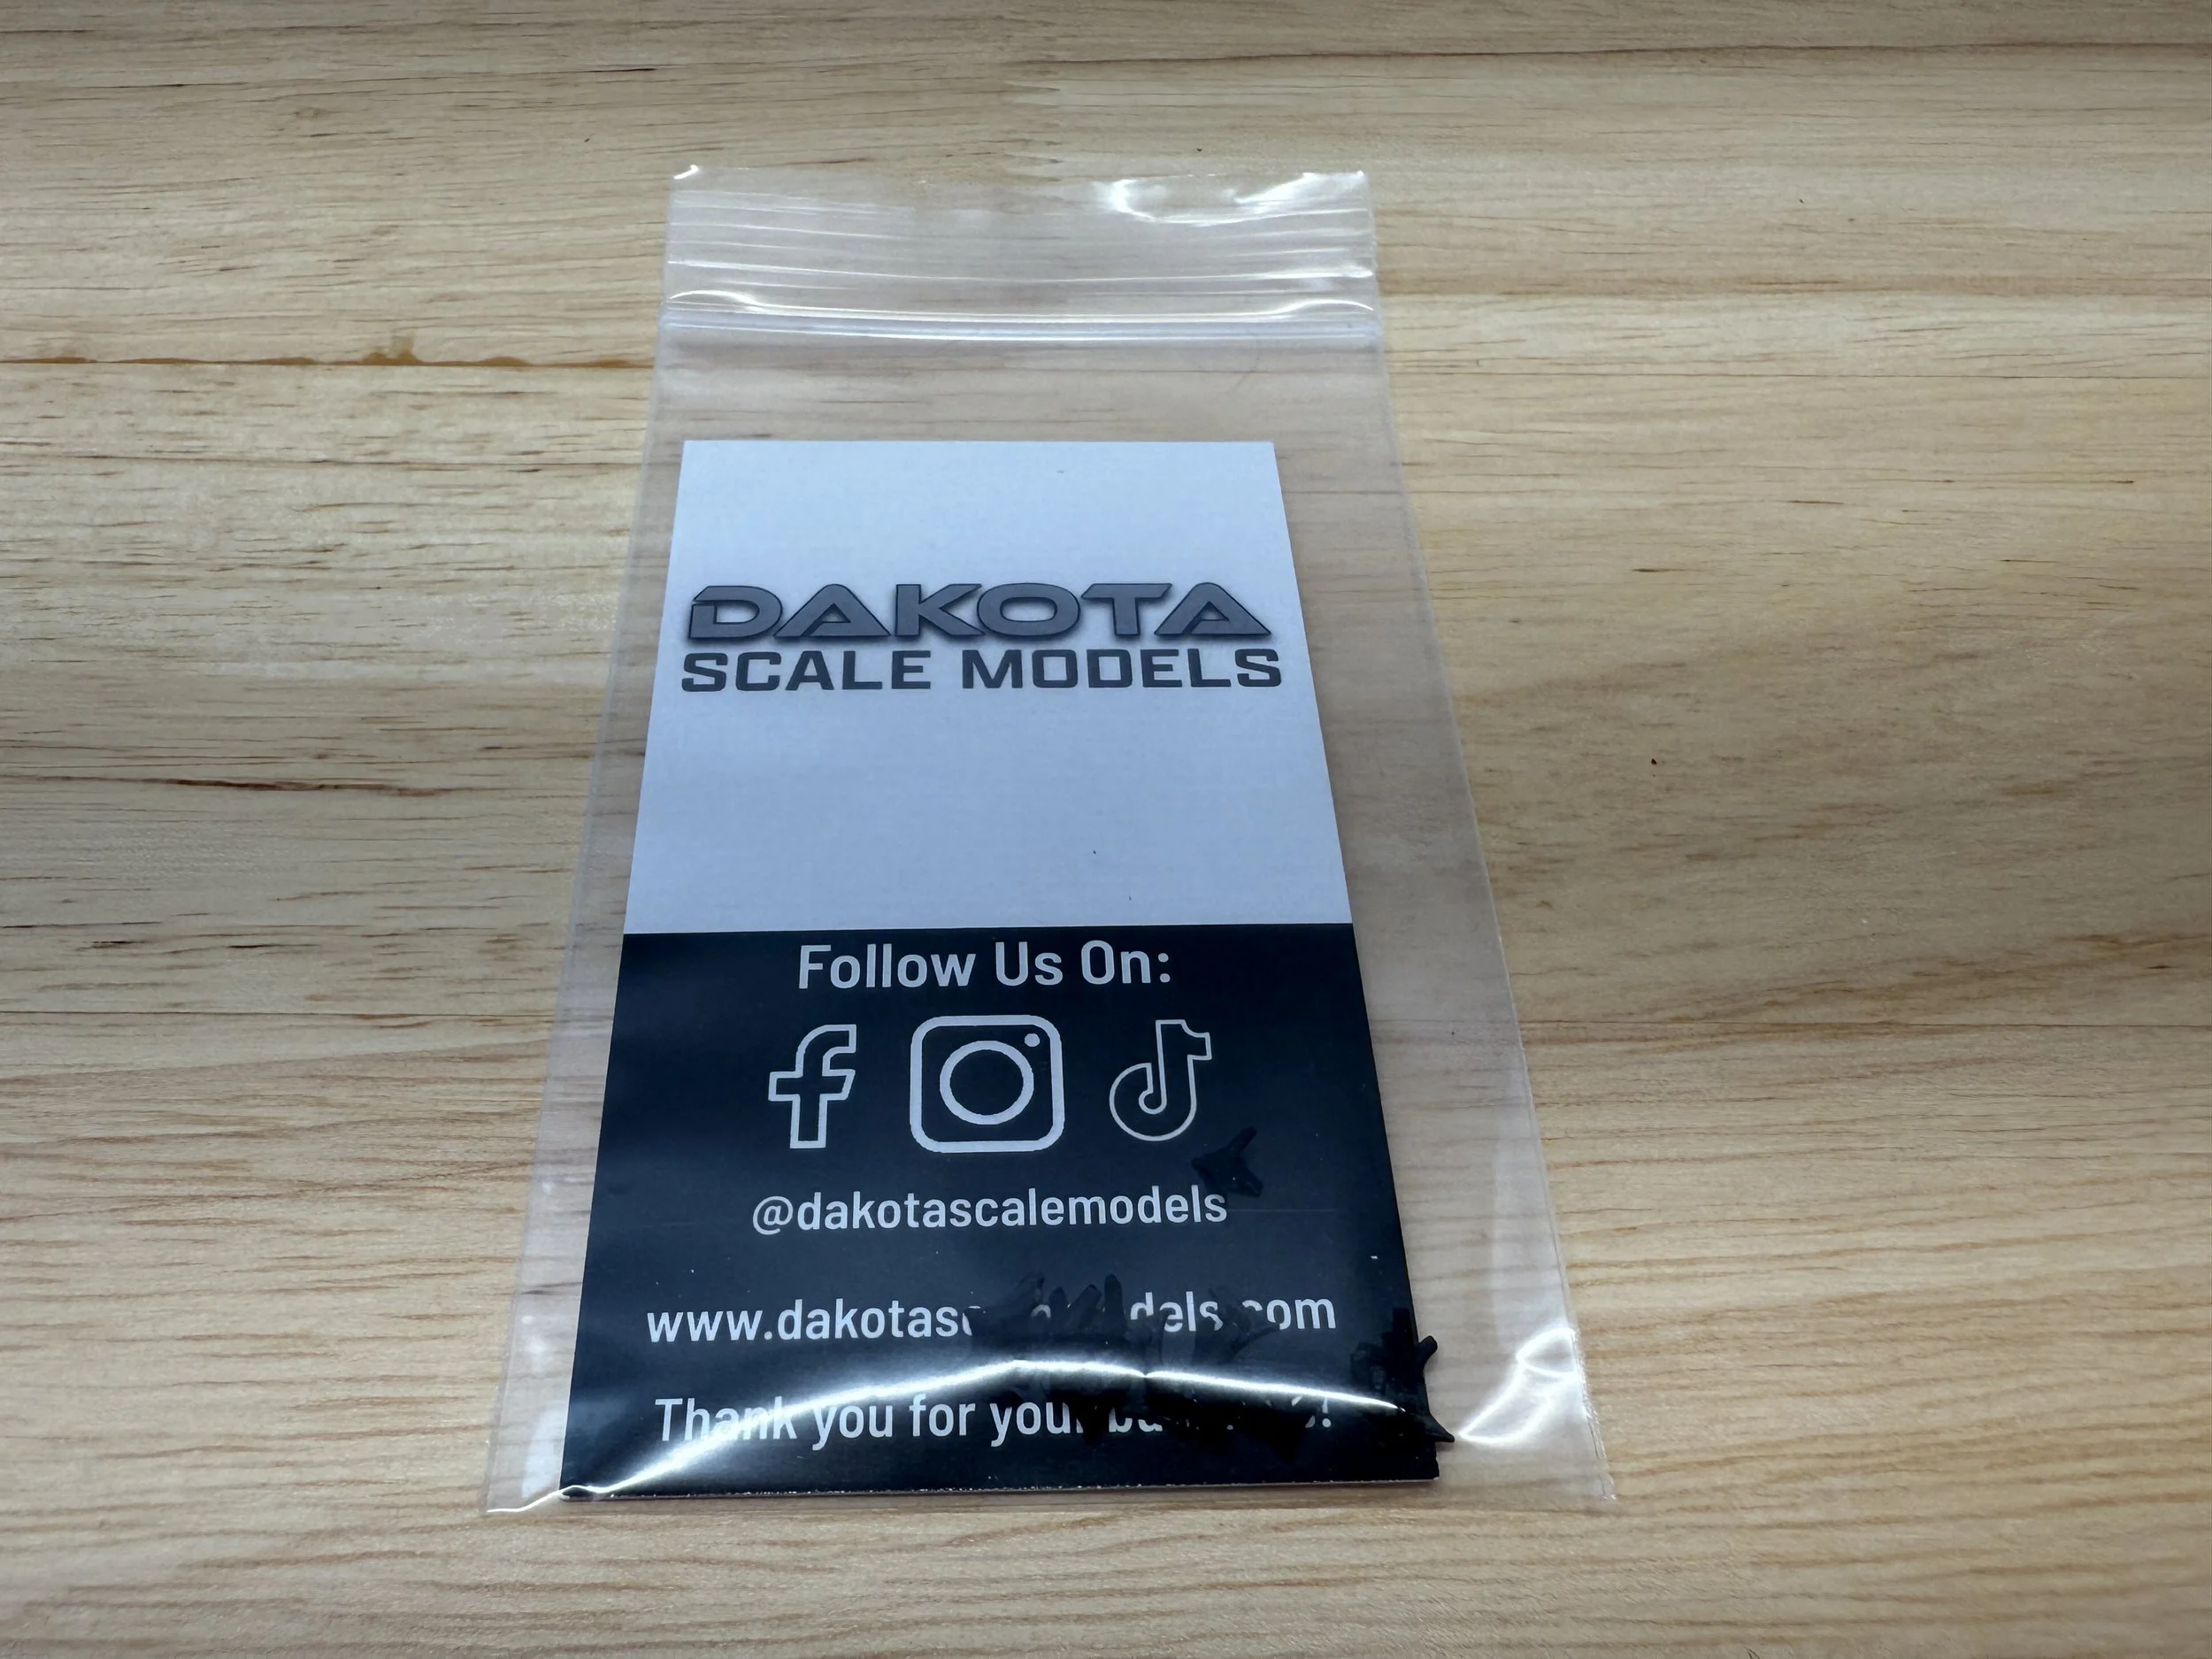 DAKOTA
SCALE MODELS
Follow Us On:
@dakotascalemodels
Thank you for your